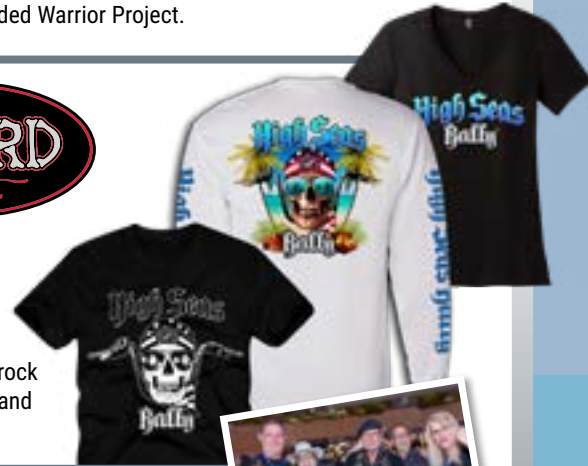 ded Warrior Project.
High Seas
Rally
RD
High Seas
Rally
High Seas Rally
High Seas
Rally
rock
and